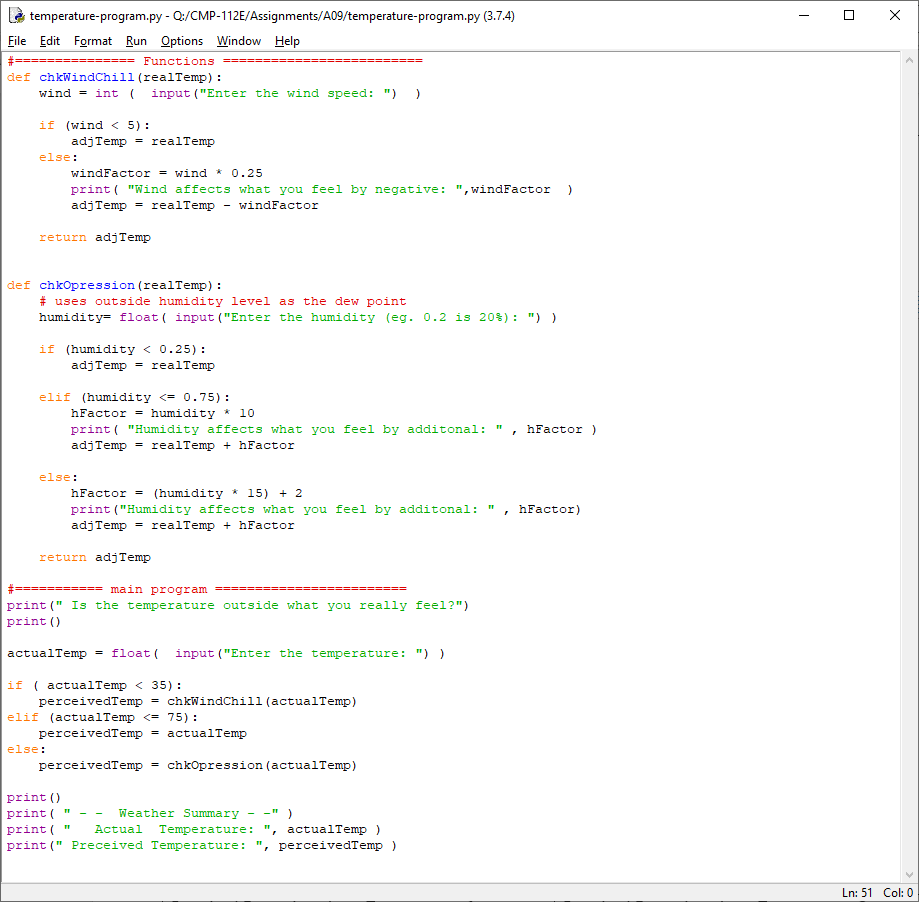 temperature-program.py - Q:/CMP-112E/Assignments/A09/temperature-program.py (3.7.4)
File Edit Format Run Options Window Help
#=============== Functions =========================
def chkWindChill(realTemp):
    wind = int (  input("Enter the wind speed: ")  )

    if (wind < 5):
        adjTemp = realTemp
    else:
        windFactor = wind * 0.25
        print( "Wind affects what you feel by negative: ",windFactor  )
        adjTemp = realTemp - windFactor

    return adjTemp


def chkOpression(realTemp):
    # uses outside humidity level as the dew point
    humidity= float( input("Enter the humidity (eg. 0.2 is 20%): ") )

    if (humidity < 0.25):
        adjTemp = realTemp

    elif (humidity <= 0.75):
        hFactor = humidity * 10
        print( "Humidity affects what you feel by additonal: " , hFactor )
        adjTemp = realTemp + hFactor

    else:
        hFactor = (humidity * 15) + 2
        print("Humidity affects what you feel by additonal: " , hFactor)
        adjTemp = realTemp + hFactor

    return adjTemp

#=========== main program ========================
print(" Is the temperature outside what you really feel?")
print()

actualTemp = float(  input("Enter the temperature: ") )

if ( actualTemp < 35):
    perceivedTemp = chkWindChill(actualTemp)
elif (actualTemp <= 75):
    perceivedTemp = actualTemp
else:
    perceivedTemp = chkOpression(actualTemp)

print()
print( " - -  Weather Summary - -" )
print( "   Actual  Temperature: ", actualTemp )
print(" Preceived Temperature: ", perceivedTemp )
Ln: 51 Col: 0